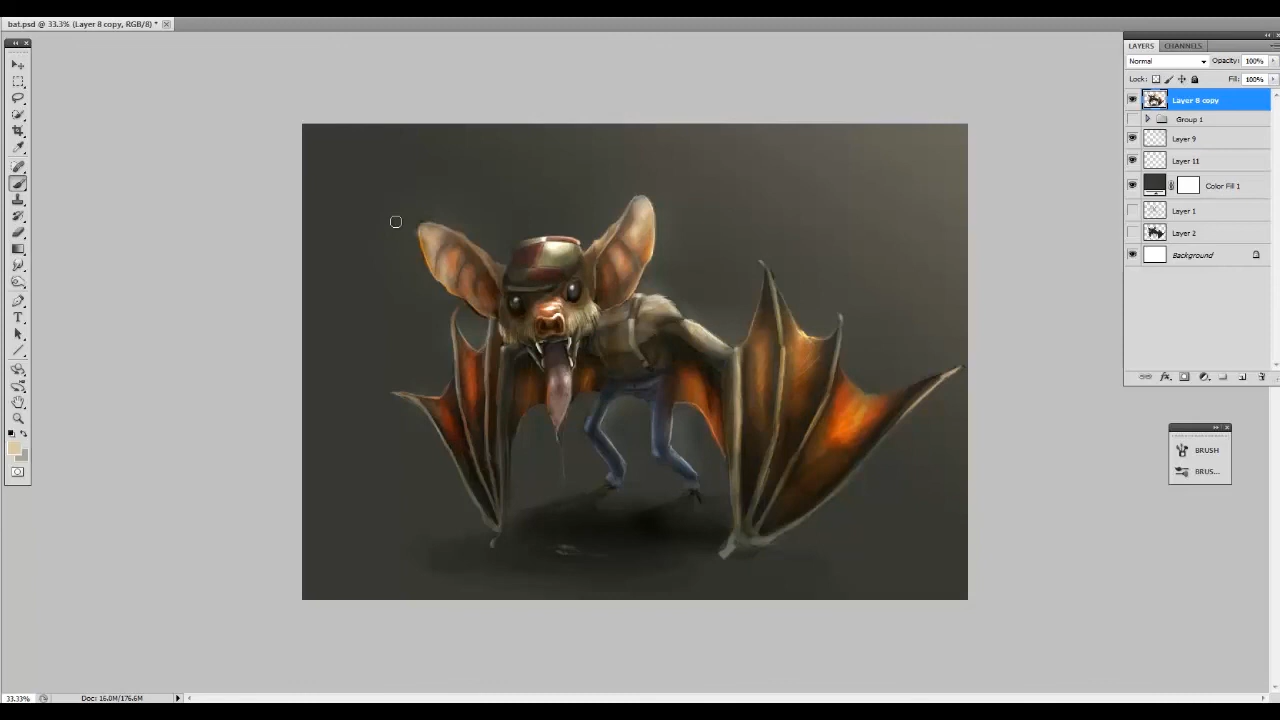 bat.psd @ 33.3% (Layer 8 copy, RGB/8) *
LAYERS CHANNELS
Normal Opacity: 100%
Lock: Fill: 100%
Layer 8 copy
Group 1
Layer 9
Layer 11
Color Fill 1
Layer 1
Layer 2
Background
BRUSH
BRUS...
33.33% Doc: 16.0M/176.6M